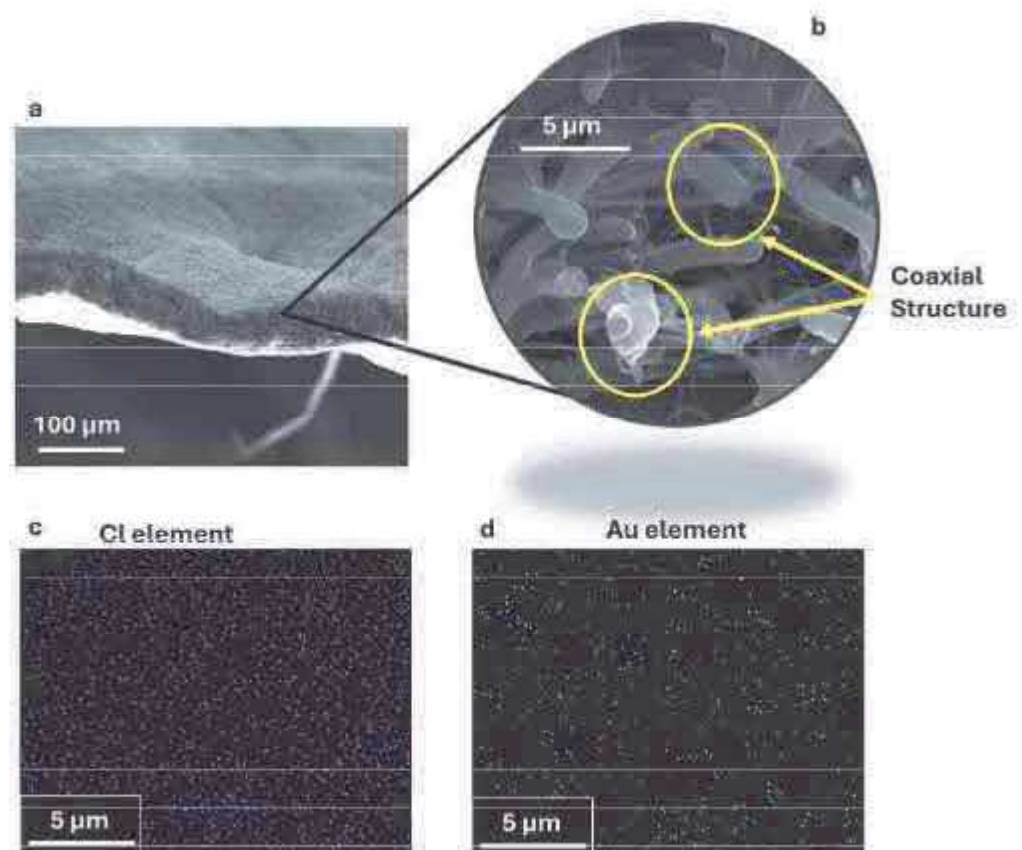 b
a
5 µm
Coaxial
Structure
100 µm
c
Cl element
d
Au element
5 µm
5 µm